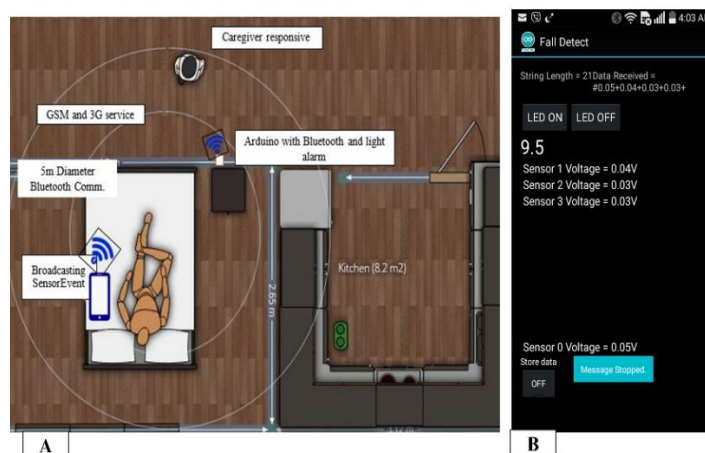 Caregiver responsive
GSM and 3G service
Arduino with Bluetooth and light
alarm
5m Diameter
Bluetooth Comm.
Broadcasting
SensorEvent
Kitchen (8.2 m2)
2.65 m
A
4:03 A
Fall Detect
String Length = 21Data Received =
#0.05+0.04+0.03+0.03+
LED ON LED OFF
9.5
Sensor 1 Voltage = 0.04V
Sensor 2 Voltage = 0.03V
Sensor 3 Voltage = 0.03V
Sensor 0 Voltage = 0.05V
Store data
OFF
Message Stopped.
B